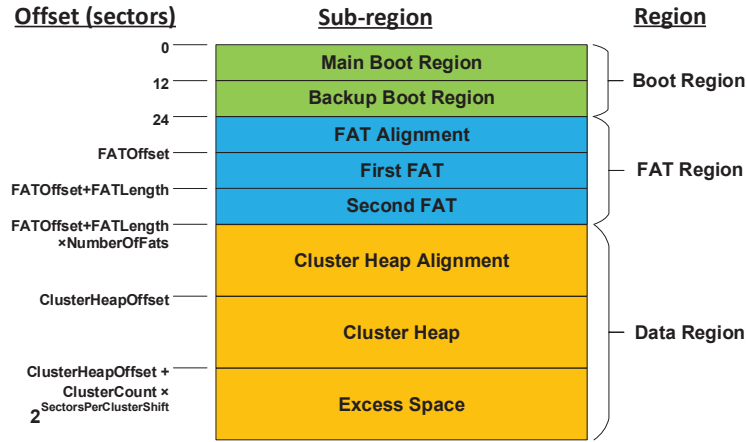 Offset (sectors) Sub-region Region
0
Main Boot Region
12
Backup Boot Region
Boot Region
24
FAT Alignment
FATOffset
First FAT
FAT Region
FATOffset+FATLength
Second FAT
FATOffset+FATLength
×NumberOfFats
Cluster Heap Alignment
ClusterHeapOffset
Cluster Heap
Data Region
ClusterHeapOffset +
ClusterCount ×
2^SectorsPerClusterShift
Excess Space